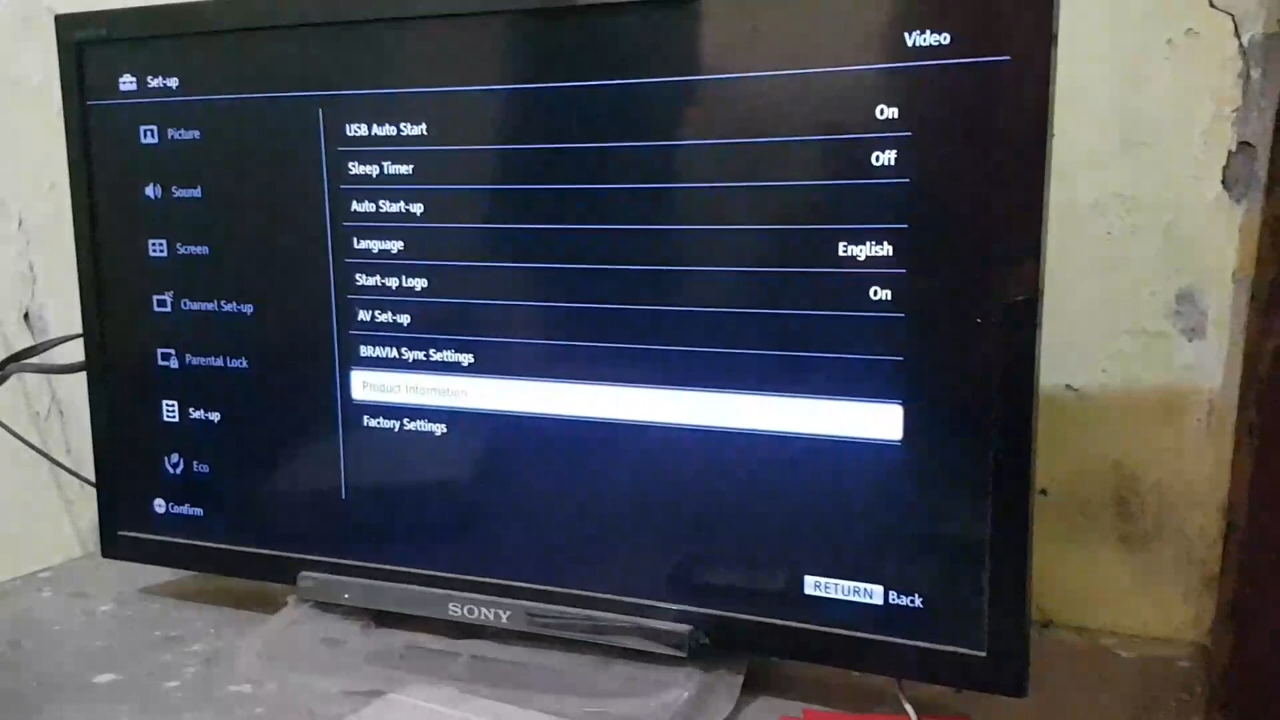 Video
Set-up
Picture
Sound
Screen
Channel Set-up
Parental Lock
Set-up
Eco
Confirm
USB Auto Start On
Sleep Timer Off
Auto Start-up
Language English
Start-up Logo On
AV Set-up
BRAVIA Sync Settings
Product Information
Factory Settings
RETURN Back
SONY